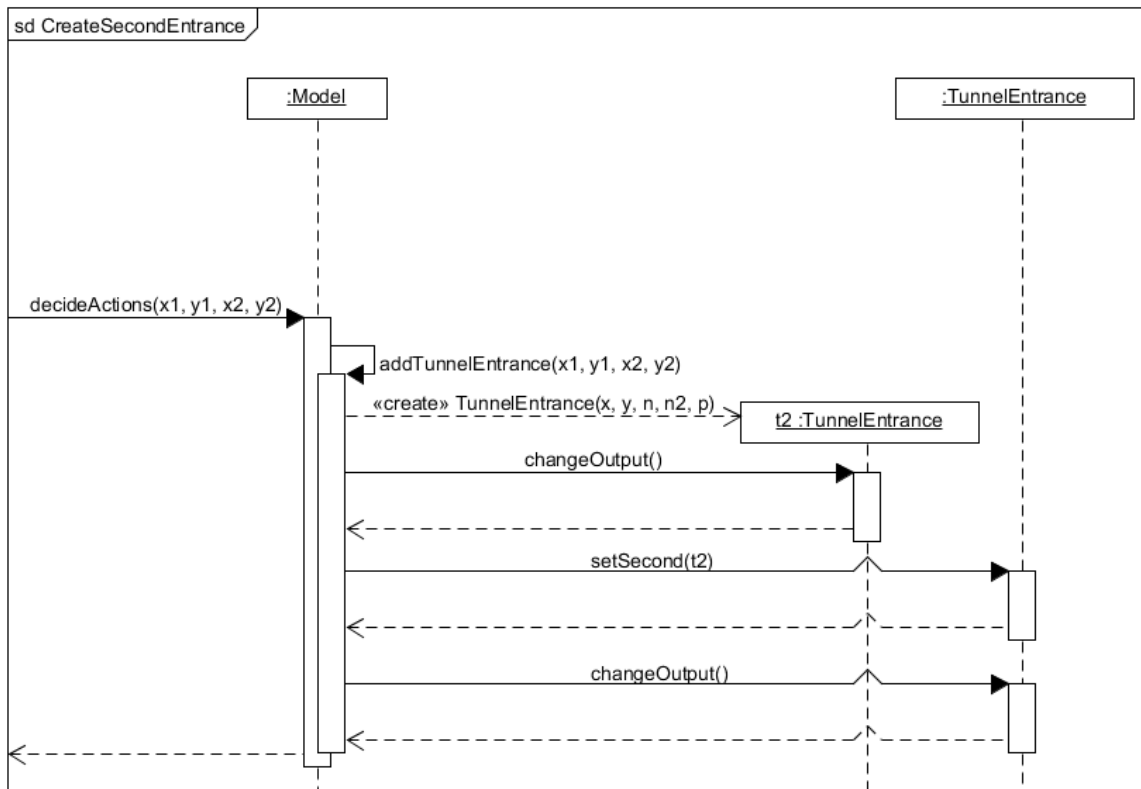 sd CreateSecondEntrance
:Model
:TunnelEntrance
decideActions(x1, y1, x2, y2)
addTunnelEntrance(x1, y1, x2, y2)
«create» TunnelEntrance(x, y, n, n2, p)
t2 :TunnelEntrance
changeOutput()
setSecond(t2)
changeOutput()